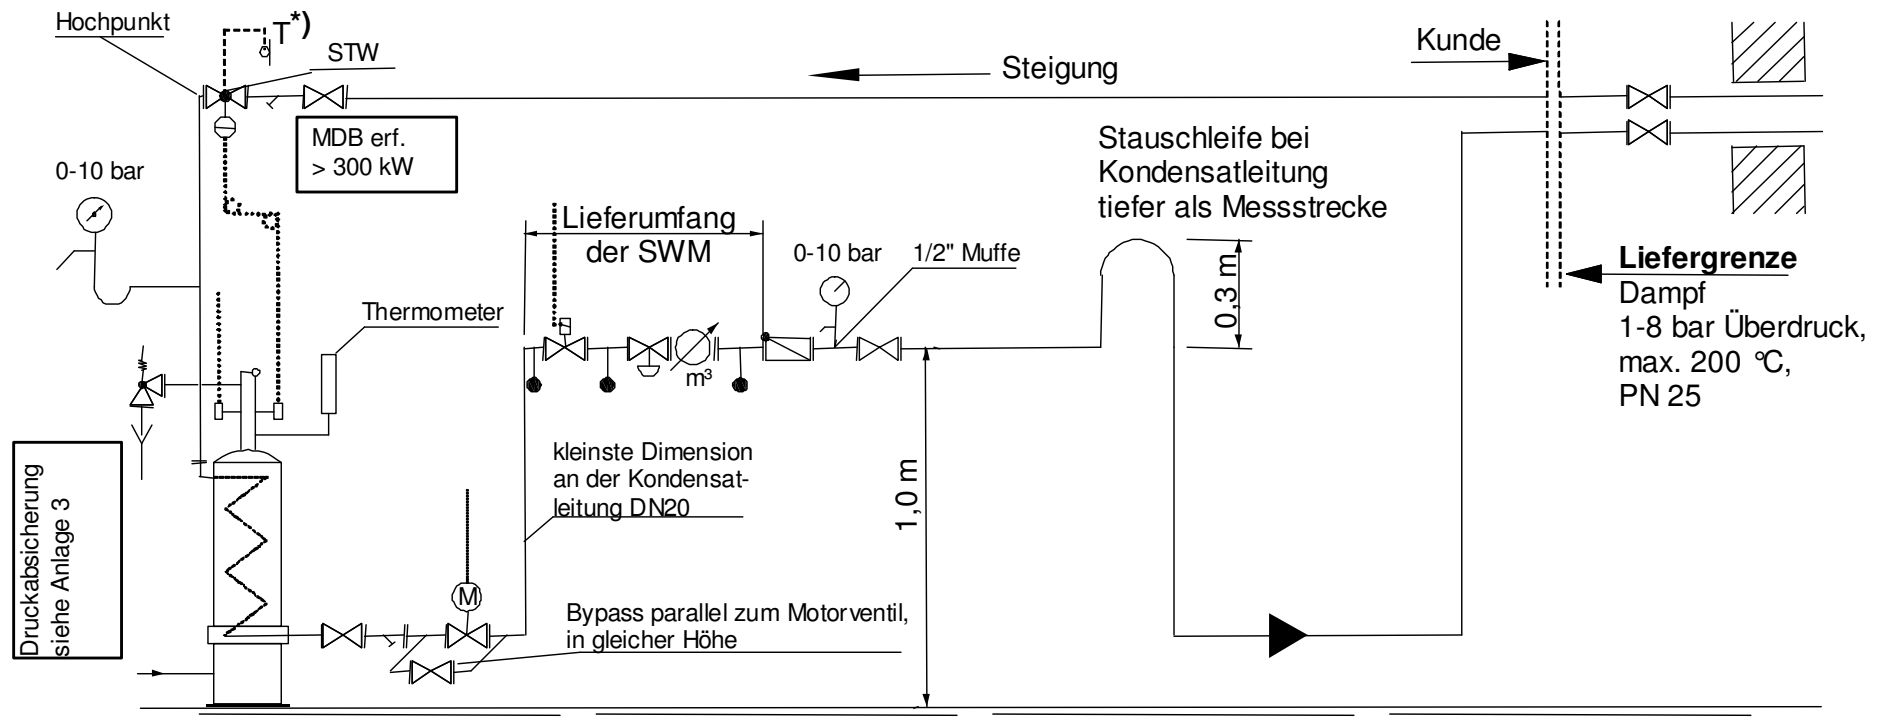 Hochpunkt
T*)
STW
Steigung
Kunde
MDB erf.
> 300 kW
0-10 bar
Stauschleife bei
Kondensatleitung
tiefer als Messstrecke
Lieferumfang
der SWM
0-10 bar
1/2" Muffe
0,3 m
Liefergrenze
Dampf
1-8 bar Überdruck,
max. 200 °C,
PN 25
Thermometer
m³
kleinste Dimension
an der Kondensat-
leitung DN20
1,0 m
Druckabsicherung
siehe Anlage 3
M
Bypass parallel zum Motorventil,
in gleicher Höhe